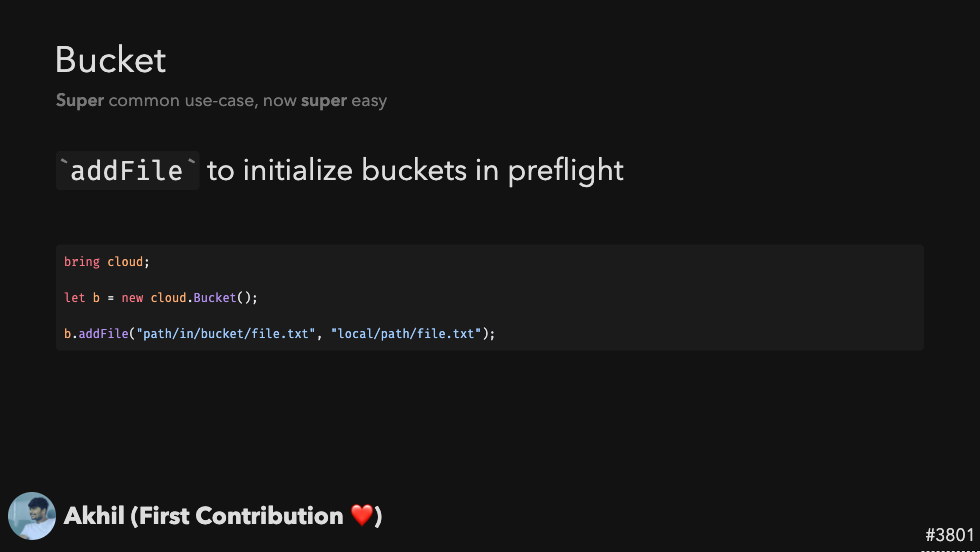 Bucket
Super common use-case, now super easy
`addFile` to initialize buckets in preflight
bring cloud;
let b = new cloud.Bucket();
b.addFile("path/in/bucket/file.txt", "local/path/file.txt");
Akhil (First Contribution ❤️)
#3801